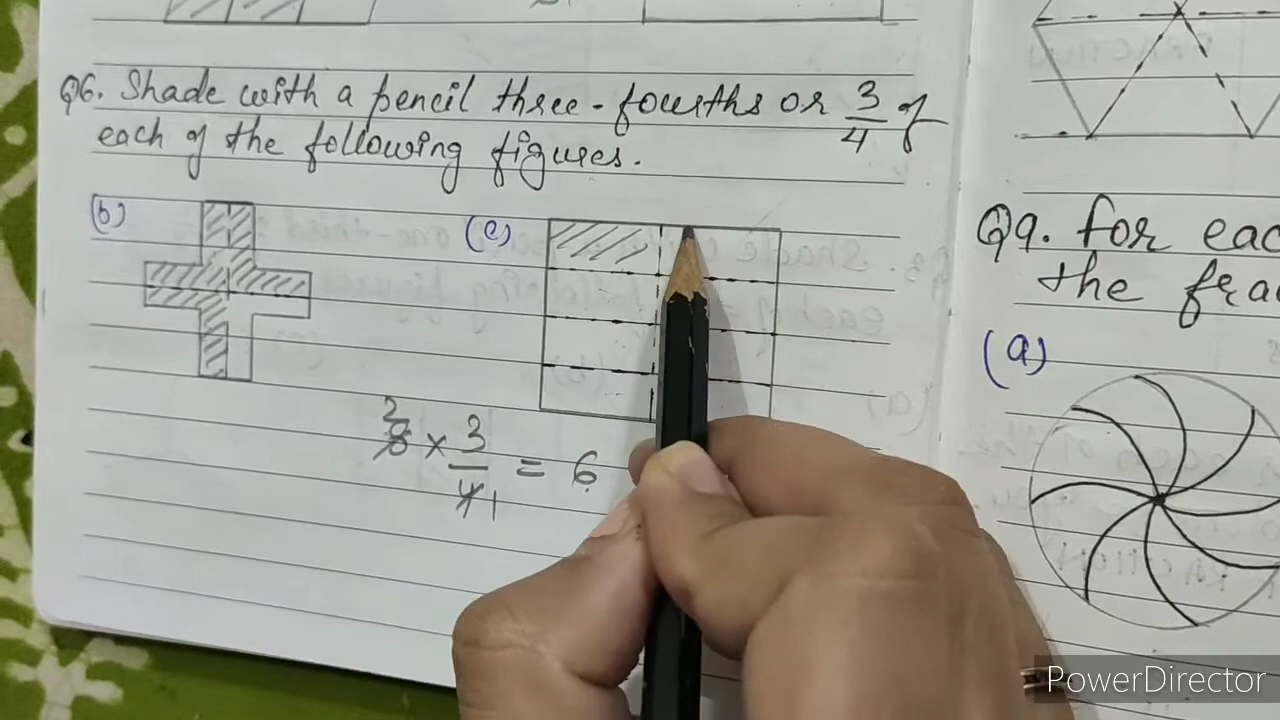 Q6. Shade with a pencil three-fourths or 3/4 of
each of the following figures.
(b)
(c)
2
8 × 3/4 1 = 6
Q9. For eac
the fra
(a)
PowerDirector